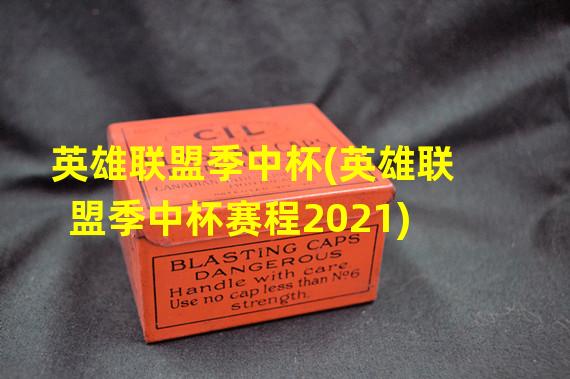 CIL
英雄联盟季中杯(英雄联
盟季中杯赛程2021)
BLASTING CAPS
DANGEROUS
Handle with care
Use no cap less than No6
strength.